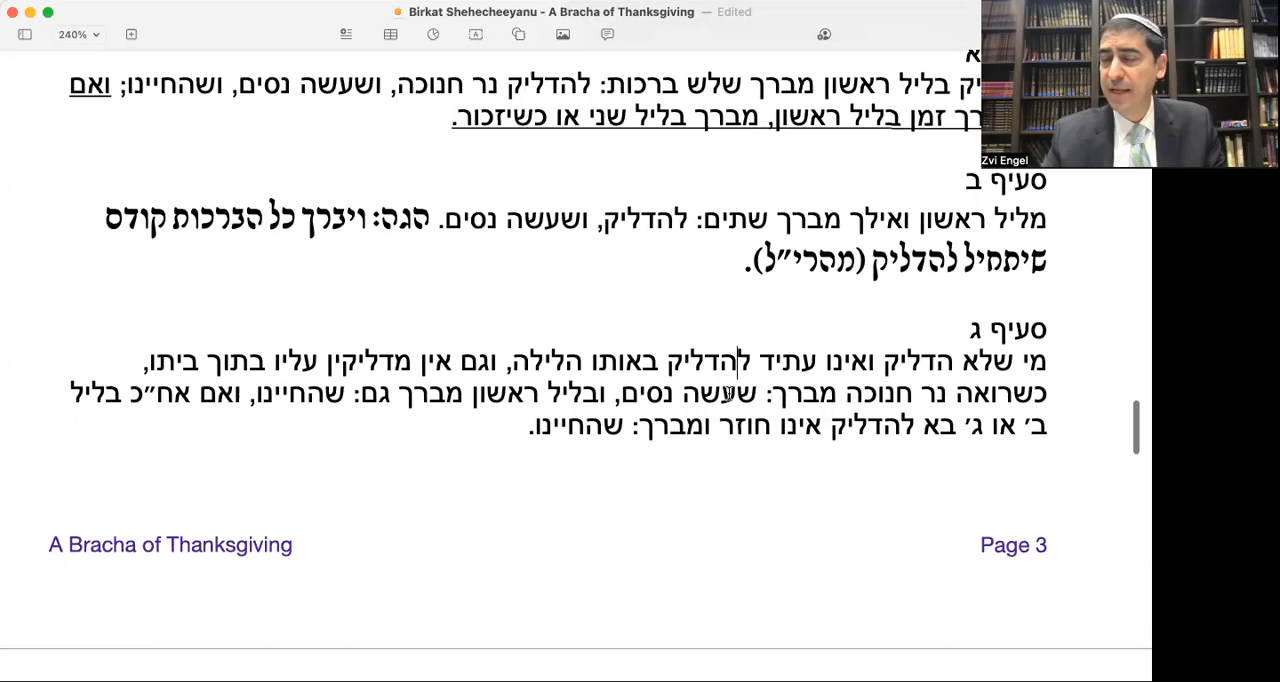 Birkat Shehecheeyanu - A Bracha of Thanksgiving — Edited
240%
א
יק בליל ראשון מברך שלש ברכות: להדליק נר חנוכה, ושעשה נסים, ושהחיינו; ואם
רך זמן בליל ראשון, מברך בליל שני או כשיזכור.
Zvi Engel
סעיף ב
מליל ראשון ואילך מברך שתים: להדליק, ושעשה נסים. הגה: ויברך כל הברכות קודם
שיתחיל להדליק (מהרי״ל).
סעיף ג
מי שלא הדליק ואינו עתיד להדליק באותו הלילה, וגם אין מדליקין עליו בתוך ביתו,
כשרואה נר חנוכה מברך: שעשה נסים, ובליל ראשון מברך גם: שהחיינו, ואם אח״כ בליל
ב׳ או ג׳ בא להדליק אינו חוזר ומברך: שהחיינו.
A Bracha of Thanksgiving
Page 3